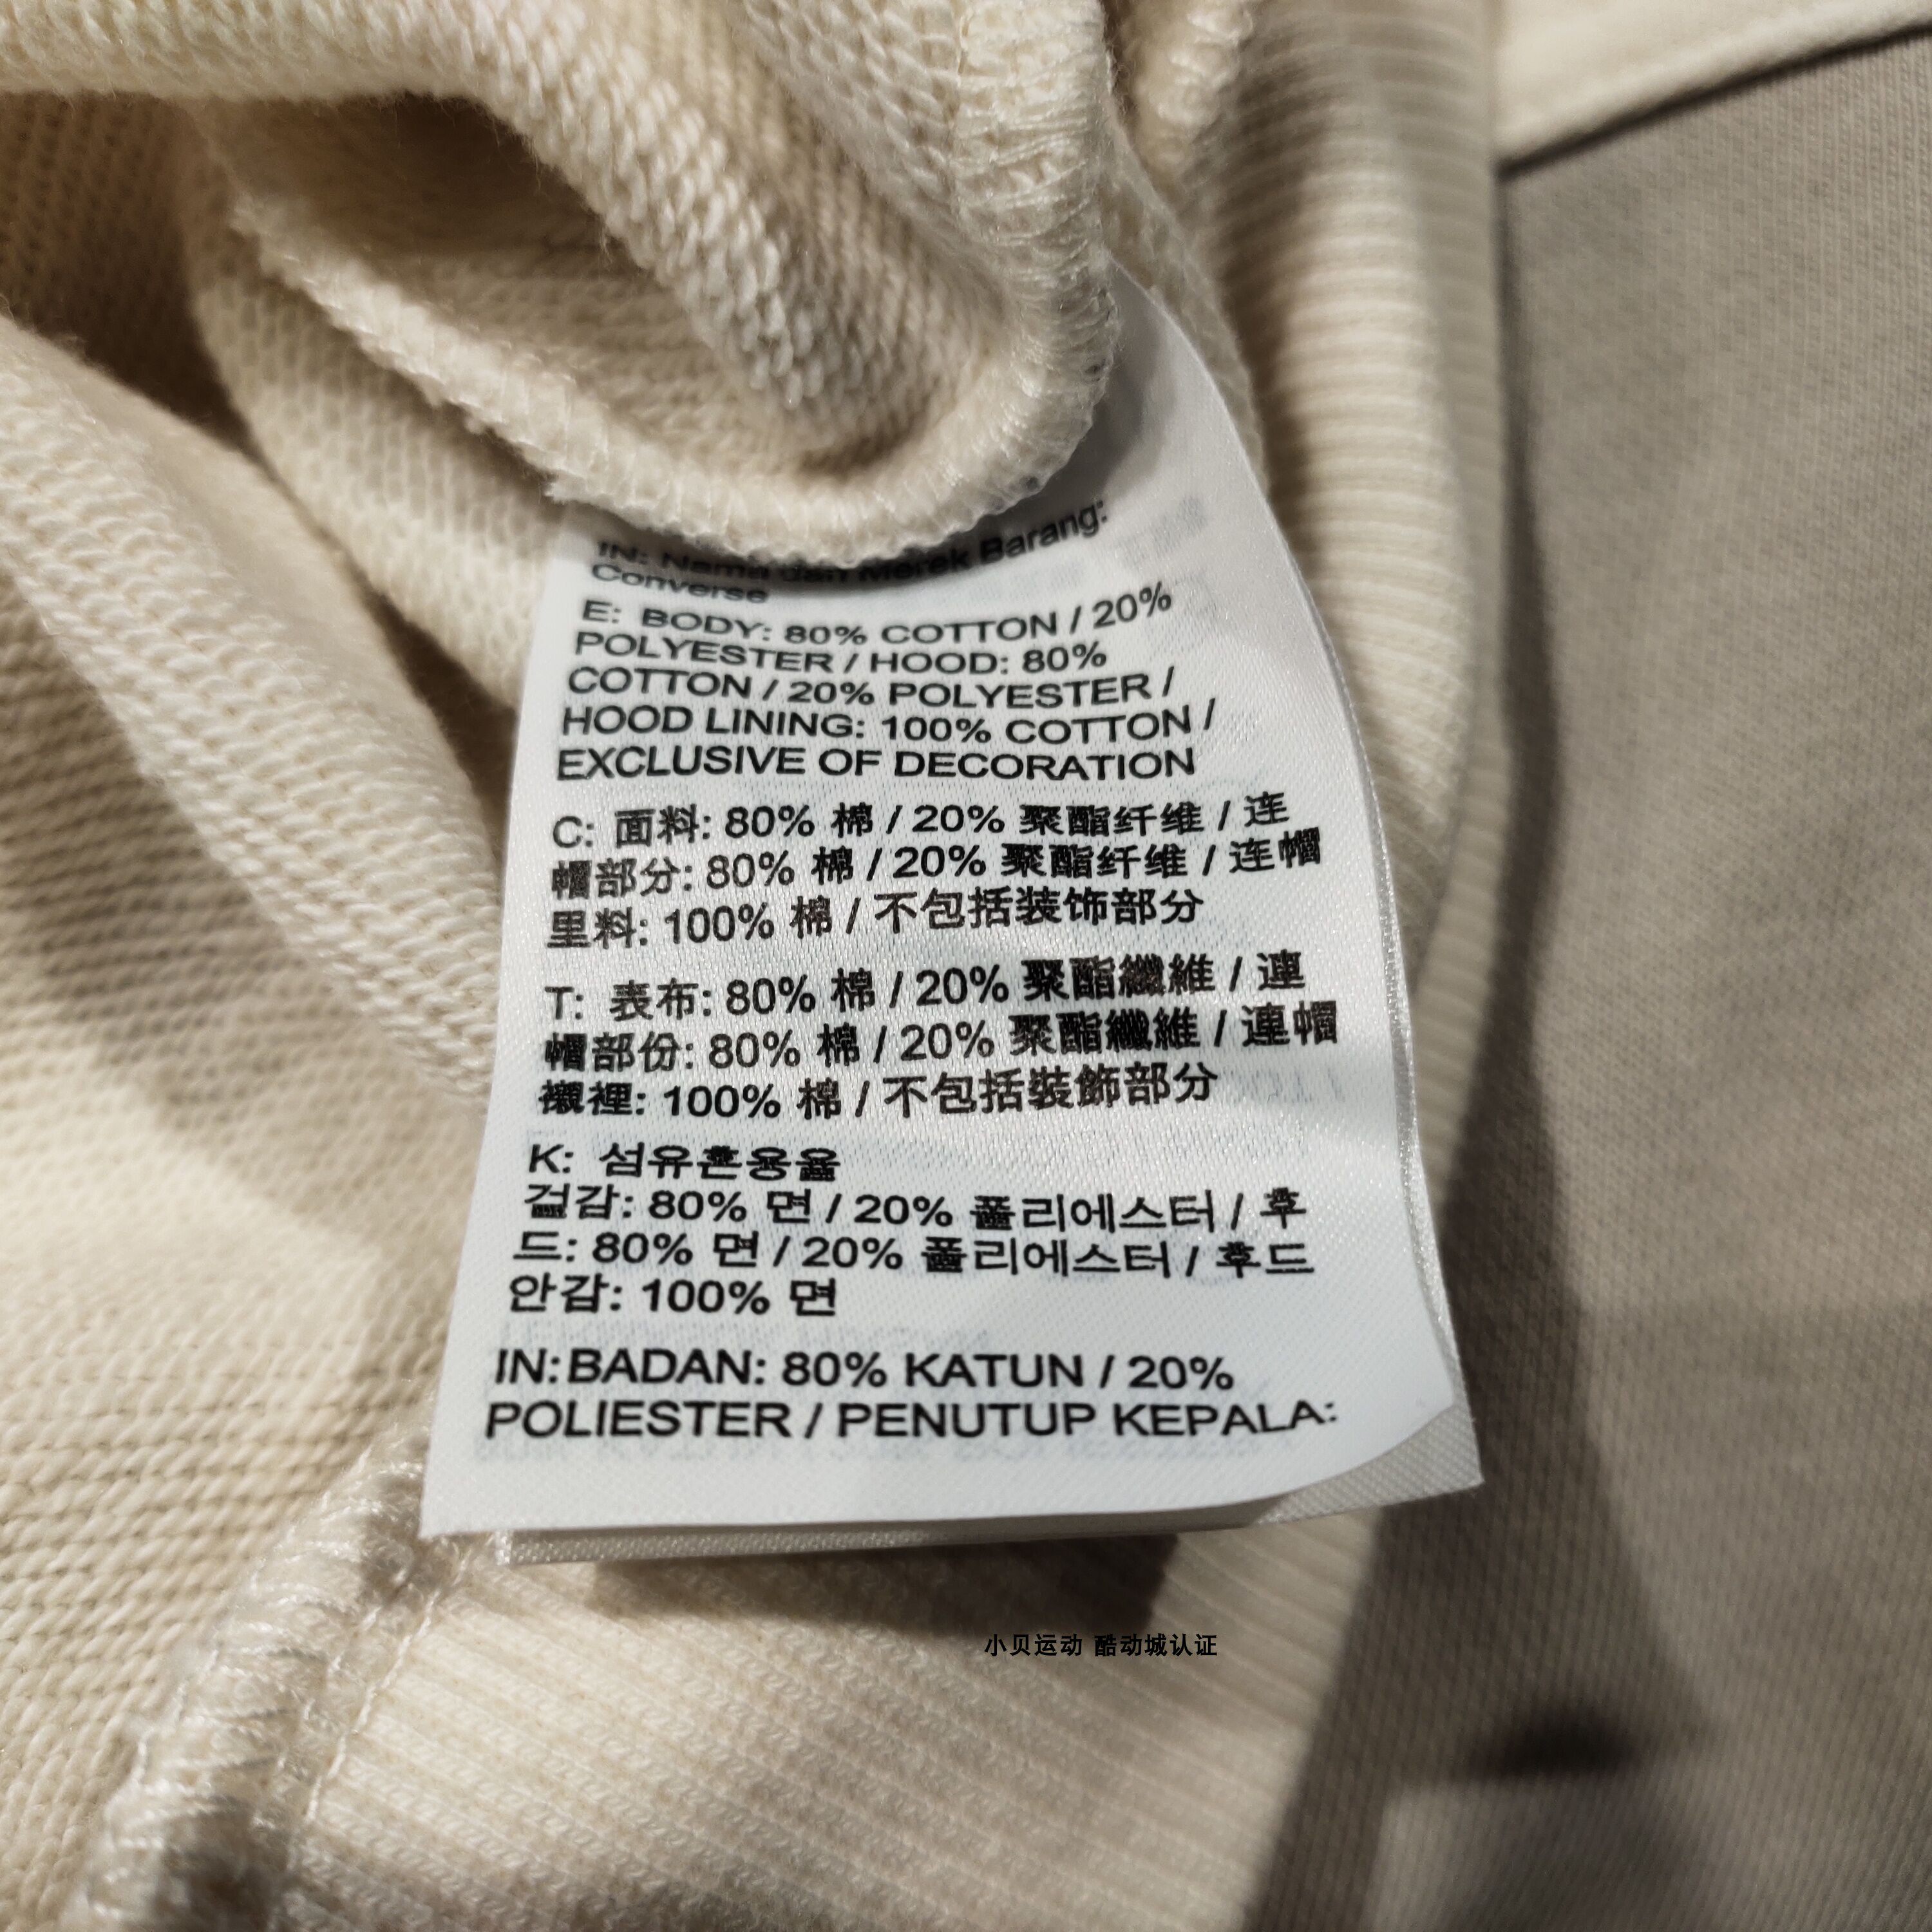 IN: Nama dan Merek Barang:
Converse
E: BODY: 80% COTTON / 20%
POLYESTER / HOOD: 80%
COTTON / 20% POLYESTER /
HOOD LINING: 100% COTTON /
EXCLUSIVE OF DECORATION
C: 面料: 80% 棉 / 20% 聚酯纤维 / 连
帽部分: 80% 棉 / 20% 聚酯纤维 / 连帽
里料: 100% 棉 / 不包括装饰部分
T: 表布: 80% 棉 / 20% 聚酯纖維 / 連
帽部份: 80% 棉 / 20% 聚酯纖維 / 連帽
襯裡: 100% 棉 / 不包括裝飾部分
K: 섬유혼용율
겉감: 80% 면 / 20% 폴리에스터 / 후
드: 80% 면 / 20% 폴리에스터 / 후드
안감: 100% 면
IN: BADAN: 80% KATUN / 20%
POLIESTER / PENUTUP KEPALA:
小贝运动 酷动城认证